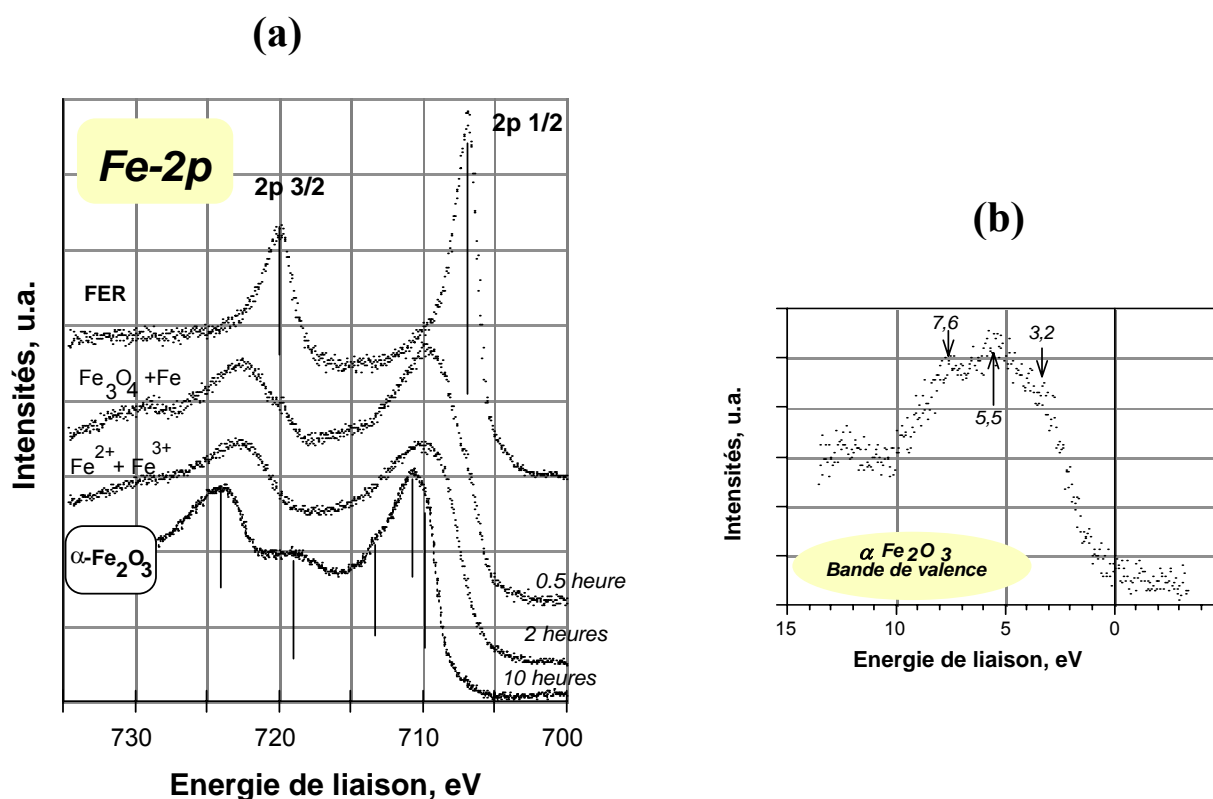 (a)
Fe-2p
2p 1/2
2p 3/2
FER
Fe3O4 +Fe
Fe2+ + Fe3+
α-Fe2O3
0.5 heure
2 heures
10 heures
Intensités, u.a.
730 720 710 700
Energie de liaison, eV
(b)
7,6
3,2
5,5
α Fe2O3
Bande de valence
Intensités, u.a.
15 10 5 0
Energie de liaison, eV